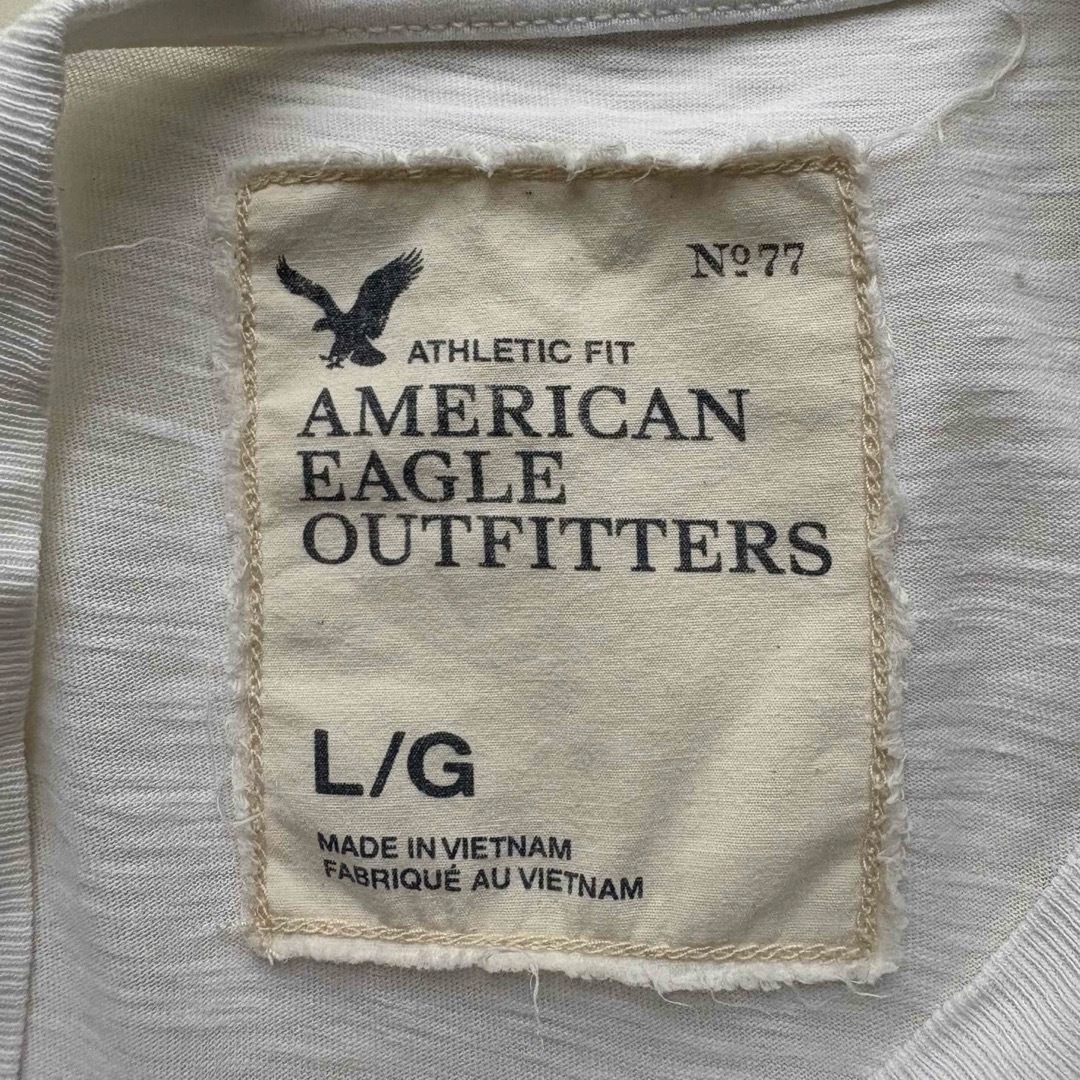 Nº77
ATHLETIC FIT
AMERICAN
EAGLE
OUTFITTERS
L/G
MADE IN VIETNAM
FABRIQUÉ AU VIETNAM